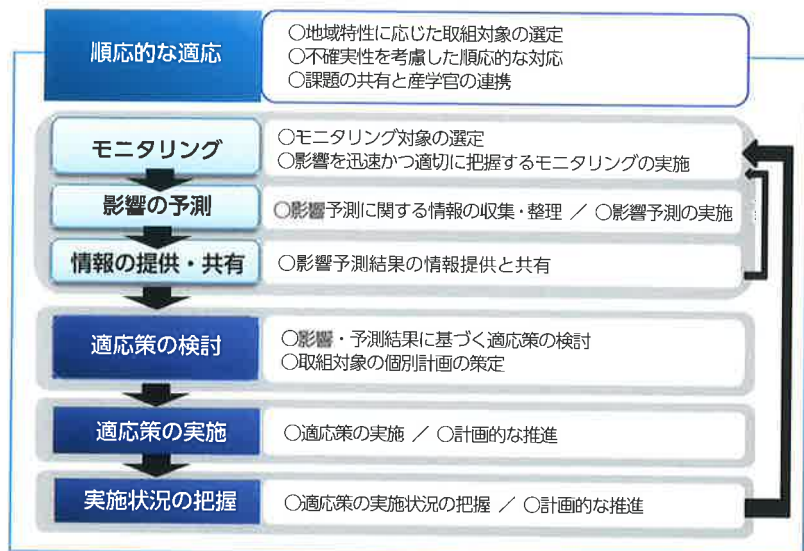 順応的な適応
○地域特性に応じた取組対象の選定
○不確実性を考慮した順応的な対応
○課題の共有と産学官の連携
モニタリング
○モニタリング対象の選定
○影響を迅速かつ適切に把握するモニタリングの実施
影響の予測
○影響予測に関する情報の収集・整理 ／ ○影響予測の実施
情報の提供・共有
○影響予測結果の情報提供と共有
適応策の検討
○影響・予測結果に基づく適応策の検討
○取組対象の個別計画の策定
適応策の実施
○適応策の実施 ／ ○計画的な推進
実施状況の把握
○適応策の実施状況の把握 ／ ○計画的な推進